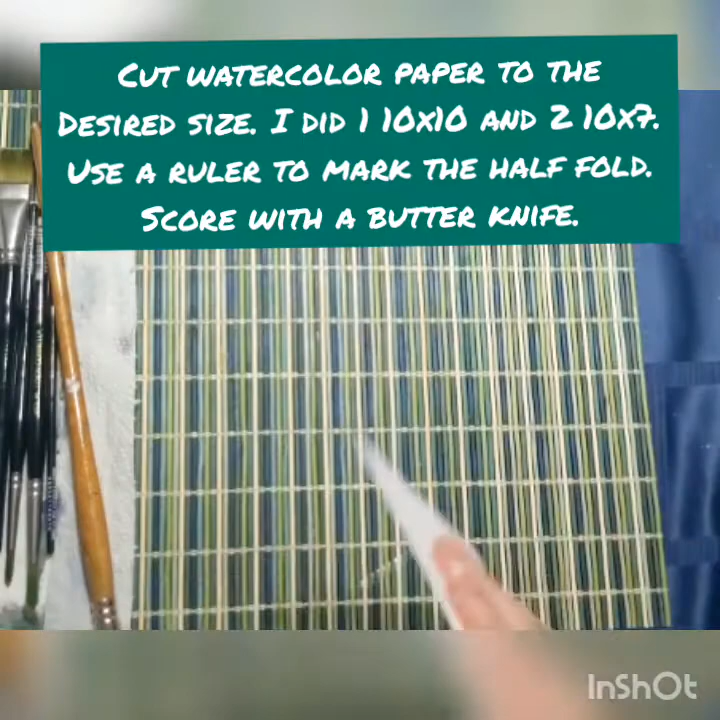 Cut watercolor paper to the
desired size. I did 1 10x10 and 2 10x7.
Use a ruler to mark the half fold.
Score with a butter knife.
InShOt